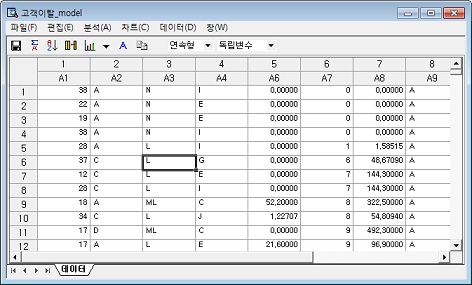 고객이탈_model
파일(F) 편집(E) 분석(A) 차트(C) 데이터(D) 창(W)
A 연속형 독립변수
1 2 3 4 5 6 7 8
A1 A2 A3 A4 A6 A7 A8 A9
1 38 A N I 0,00000 0 0,00000 A
2 22 A N E 0,00000 0 0,00000 A
3 19 A N E 0,00000 0 0,00000 A
4 38 A N I 0,00000 0 0,00000 A
5 28 A L I 0,00000 1 1,58515 A
6 37 C L G 0,00000 6 48,67090 A
7 12 C L E 0,00000 7 144,30000 A
8 28 C L I 0,00000 7 144,30000 A
9 18 A ML C 52,20000 8 322,50000 A
10 34 C L J 1,22707 8 54,80940 A
11 17 D ML C 0,00000 9 492,30000 A
12 17 A L E 21,60000 9 96,90000 A
데이터